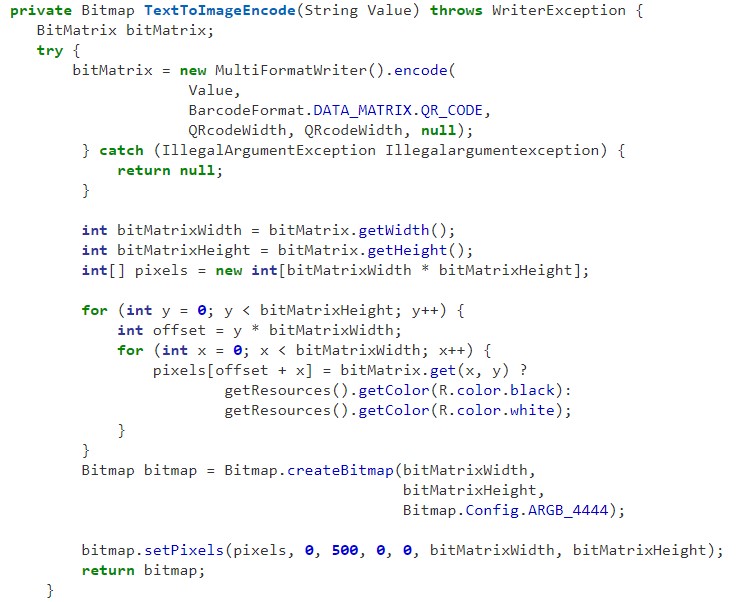 private Bitmap TextToImageEncode(String Value) throws WriterException {
BitMatrix bitMatrix;
try {
bitMatrix = new MultiFormatWriter().encode(
Value,
BarcodeFormat.DATA_MATRIX.QR_CODE,
QRcodeWidth, QRcodeWidth, null);
} catch (IllegalArgumentException Illegalargumentexception) {
return null;
}
int bitMatrixWidth = bitMatrix.getWidth();
int bitMatrixHeight = bitMatrix.getHeight();
int[] pixels = new int[bitMatrixWidth * bitMatrixHeight];
for (int y = 0; y < bitMatrixHeight; y++) {
int offset = y * bitMatrixWidth;
for (int x = 0; x < bitMatrixWidth; x++) {
pixels[offset + x] = bitMatrix.get(x, y) ?
getResources().getColor(R.color.black):
getResources().getColor(R.color.white);
}
}
Bitmap bitmap = Bitmap.createBitmap(bitMatrixWidth,
bitMatrixHeight,
Bitmap.Config.ARGB_4444);
bitmap.setPixels(pixels, 0, 500, 0, 0, bitMatrixWidth, bitMatrixHeight);
return bitmap;
}